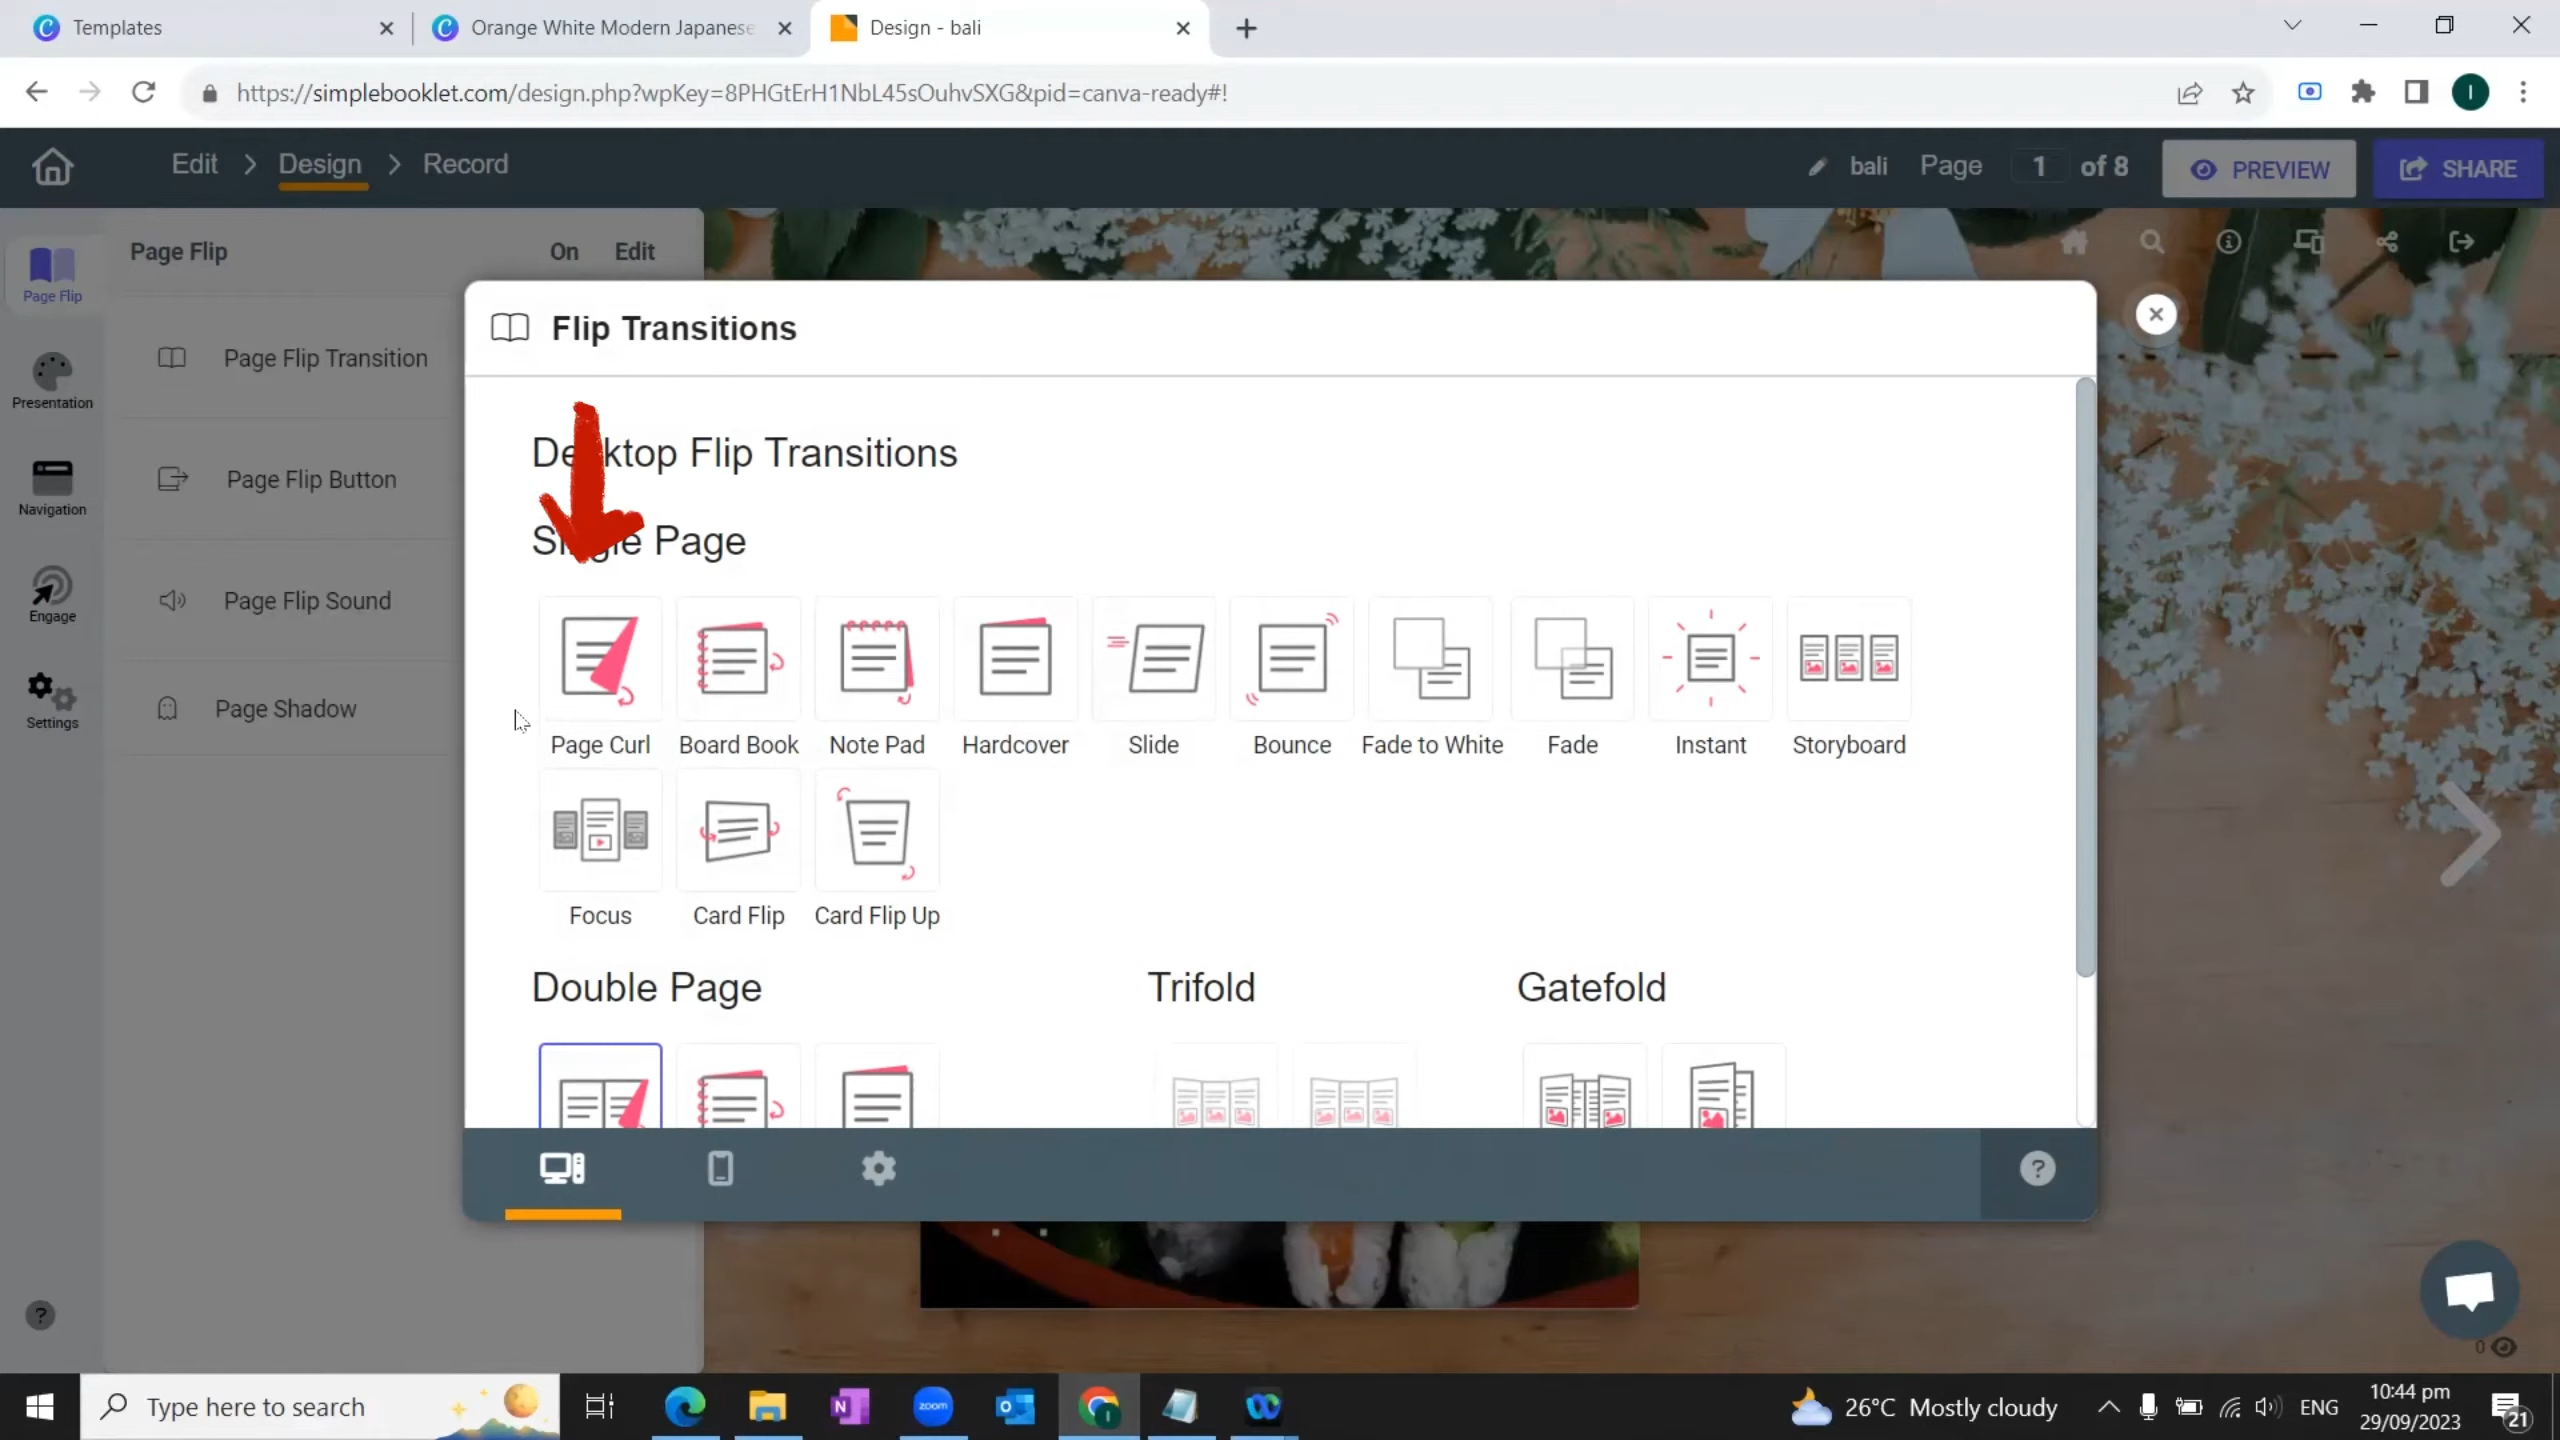 Templates
Orange White Modern Japanese
Design - bali
https://simplebooklet.com/design.php?wpKey=8PHGtErH1NbL45sOuhvSXG&pid=canva-ready#!
I
Edit > Design > Record
bali Page 1 of 8 PREVIEW SHARE
Page Flip On Edit
Page Flip
Presentation
Navigation
Engage
Settings
Page Flip Transition
Page Flip Button
Page Flip Sound
Page Shadow
Flip Transitions
Desktop Flip Transitions
Single Page
Page Curl Board Book Note Pad Hardcover Slide Bounce Fade to White Fade Instant Storyboard
Focus Card Flip Card Flip Up
Double Page Trifold Gatefold
?
?
0
Type here to search
zoom
26°C Mostly cloudy
ENG
10:44 pm
29/09/2023
21